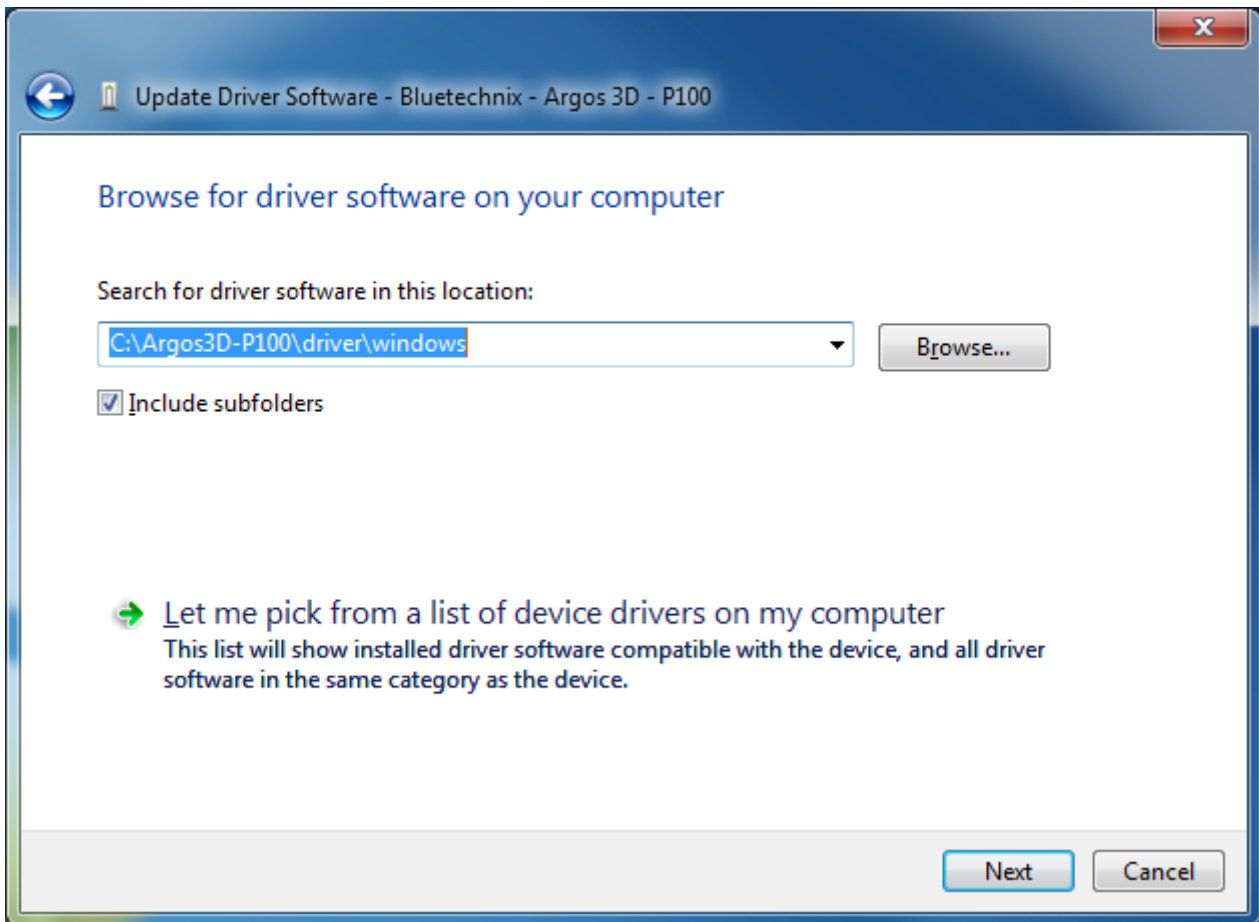 Update Driver Software - Bluetechnix - Argos 3D - P100
Browse for driver software on your computer
Search for driver software in this location:
C:\Argos3D-P100\driver\windows
Browse...
Include subfolders
Let me pick from a list of device drivers on my computer
This list will show installed driver software compatible with the device, and all driver
software in the same category as the device.
Next
Cancel